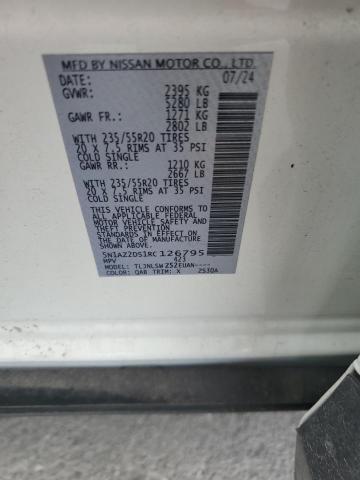 MFD BY NISSAN MOTOR CO., LTD.
DATE: 07/24
GVWR: 2395 KG
5280 LB
GAWR FR.: 1271 KG
2802 LB
WITH 235/55R20 TIRES
20 x 7.5 RIMS AT 35 PSI
COLD SINGLE
GAWR RR.: 1210 KG
2667 LB
WITH 235/55R20 TIRES
20 x 7.5 RIMS AT 35 PSI
COLD SINGLE
THIS VEHICLE CONFORMS TO ALL
APPLICABLE FEDERAL MOTOR
VEHICLE SAFETY, BUMPER, AND
THEFT PREVENTION STANDARDS
IN EFFECT ON THE DATE OF
MANUFACTURE SHOWN ABOVE.
5N1AZ2DS1RC126795
MPV 423
MODEL: TLJNLSWZS2EUAN----
COLOR: QAB TRIM: X 2530A